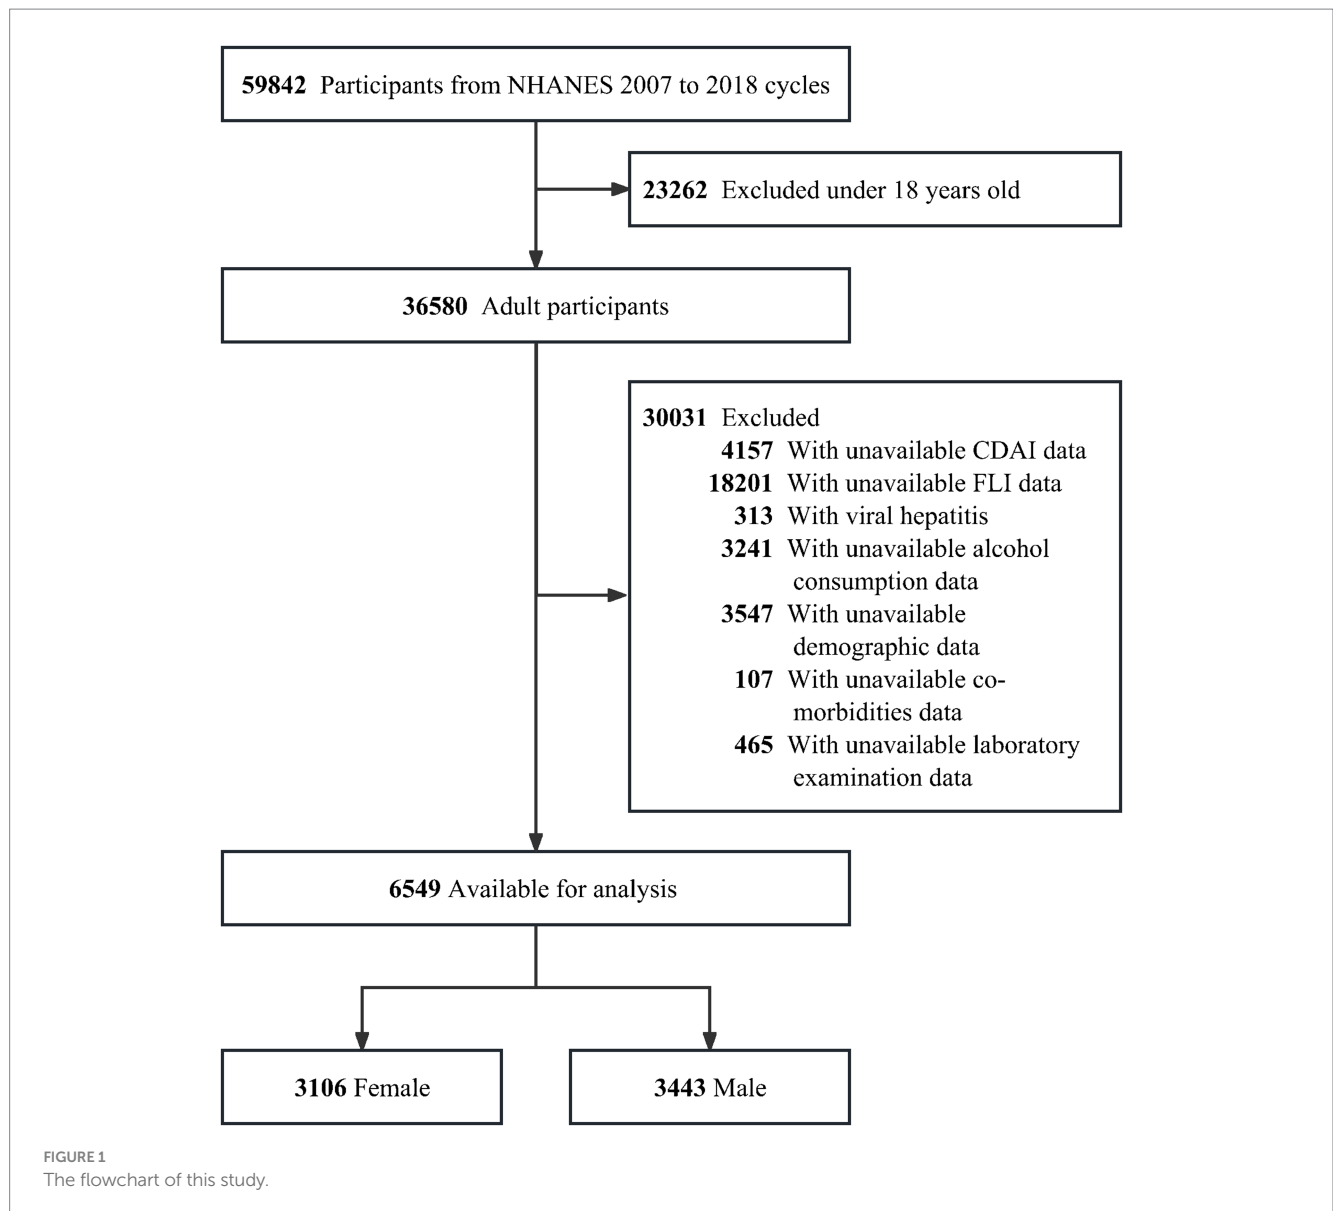 59842 Participants from NHANES 2007 to 2018 cycles
23262 Excluded under 18 years old
36580 Adult participants
30031 Excluded
4157 With unavailable CDAI data
18201 With unavailable FLI data
313 With viral hepatitis
3241 With unavailable alcohol
consumption data
3547 With unavailable
demographic data
107 With unavailable co-
morbidities data
465 With unavailable laboratory
examination data
6549 Available for analysis
3106 Female
3443 Male
FIGURE 1
The flowchart of this study.